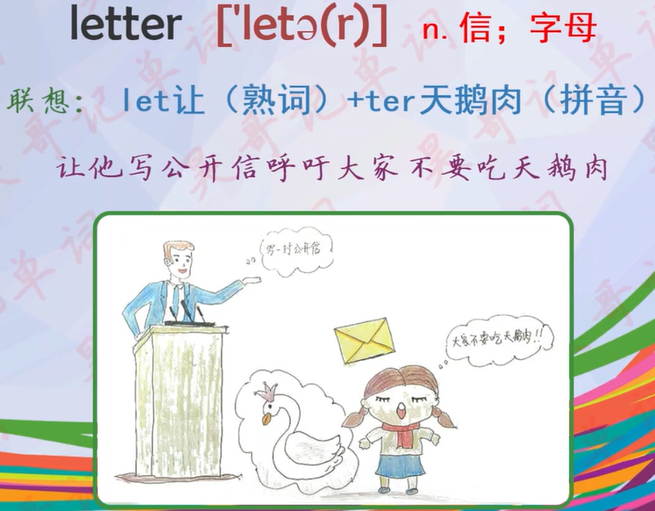 letter ['letə(r)] n.信；字母
联想： let让（熟词）+ter天鹅肉（拼音）
让他写公开信呼吁大家不要吃天鹅肉
写一封公开信
大家不要吃天鹅肉!!